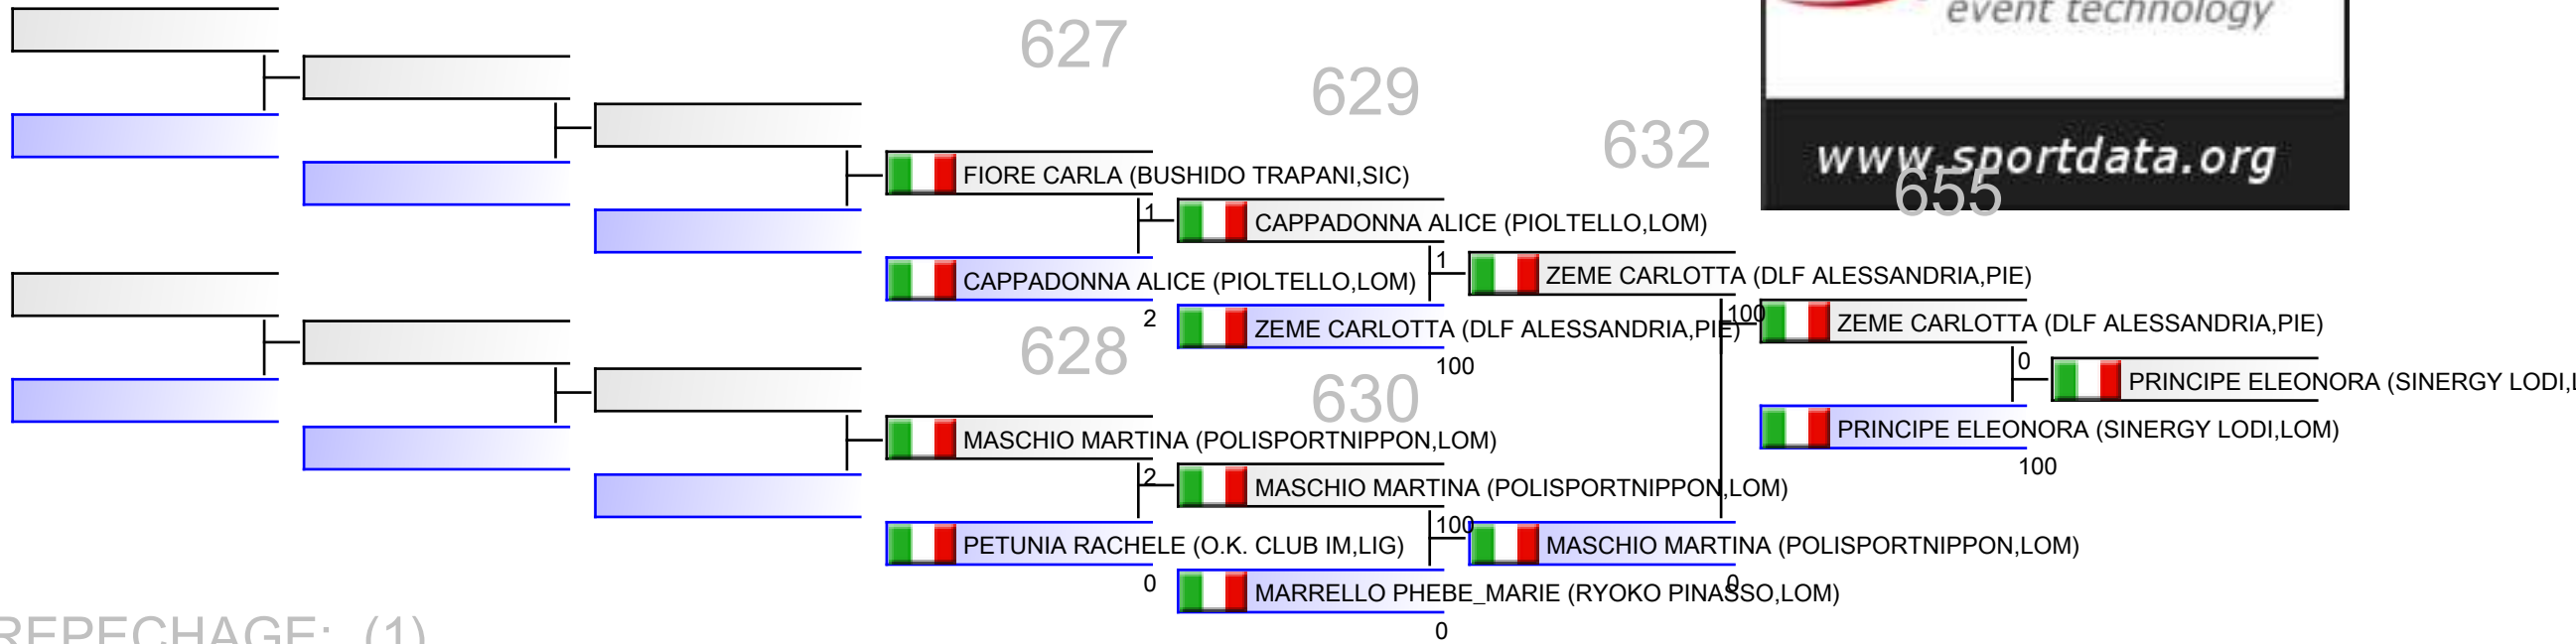 event technology
www.sportdata.org
627
629
632
655
FIORE CARLA (BUSHIDO TRAPANI,SIC)
1
CAPPADONNA ALICE (PIOLTELLO,LOM)
CAPPADONNA ALICE (PIOLTELLO,LOM)
2
1
ZEME CARLOTTA (DLF ALESSANDRIA,PIE)
ZEME CARLOTTA (DLF ALESSANDRIA,PIE)
100
100
ZEME CARLOTTA (DLF ALESSANDRIA,PIE)
0
PRINCIPE ELEONORA (SINERGY LODI,L
PRINCIPE ELEONORA (SINERGY LODI,LOM)
100
628
630
MASCHIO MARTINA (POLISPORTNIPPON,LOM)
2
MASCHIO MARTINA (POLISPORTNIPPON,LOM)
PETUNIA RACHELE (O.K. CLUB IM,LIG)
0
100
MASCHIO MARTINA (POLISPORTNIPPON,LOM)
0
MARRELLO PHEBE_MARIE (RYOKO PINASSO,LOM)
0
REPECHAGE: (1)